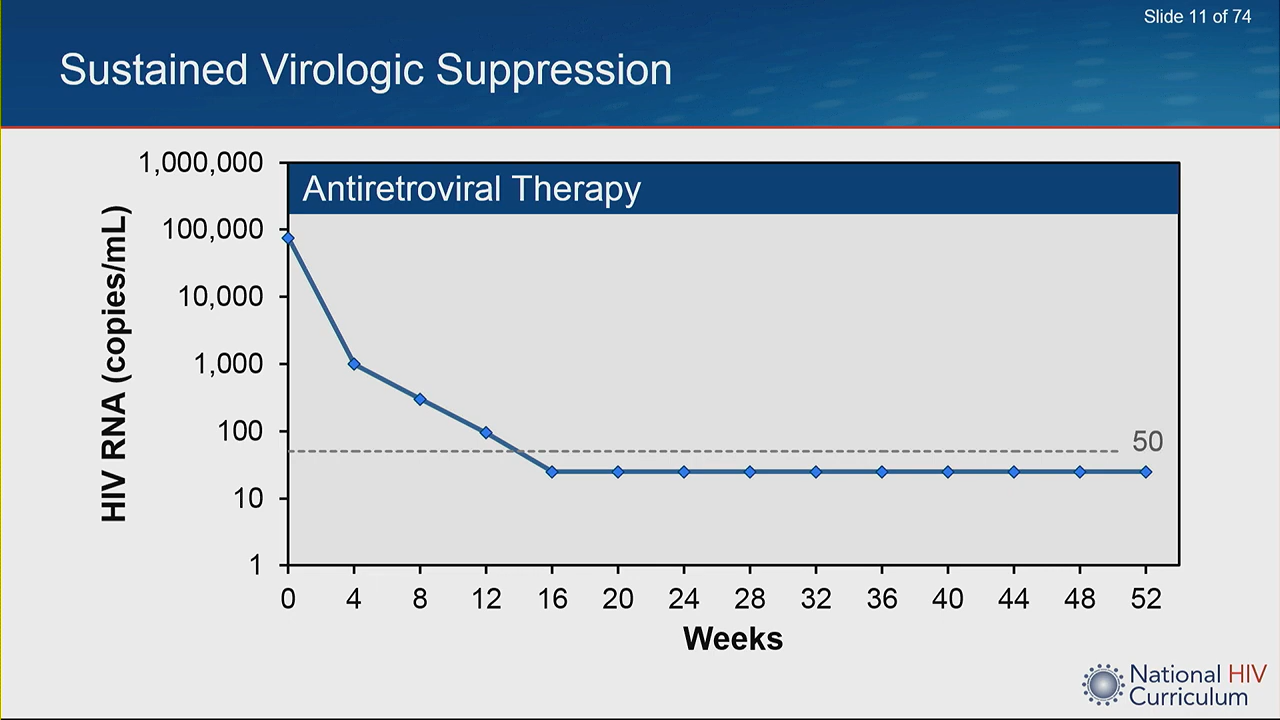 Slide 11 of 74
Sustained Virologic Suppression
1,000,000
100,000
10,000
1,000
100
10
1
HIV RNA (copies/mL)
Antiretroviral Therapy
50
0 4 8 12 16 20 24 28 32 36 40 44 48 52
Weeks
National HIV
Curriculum